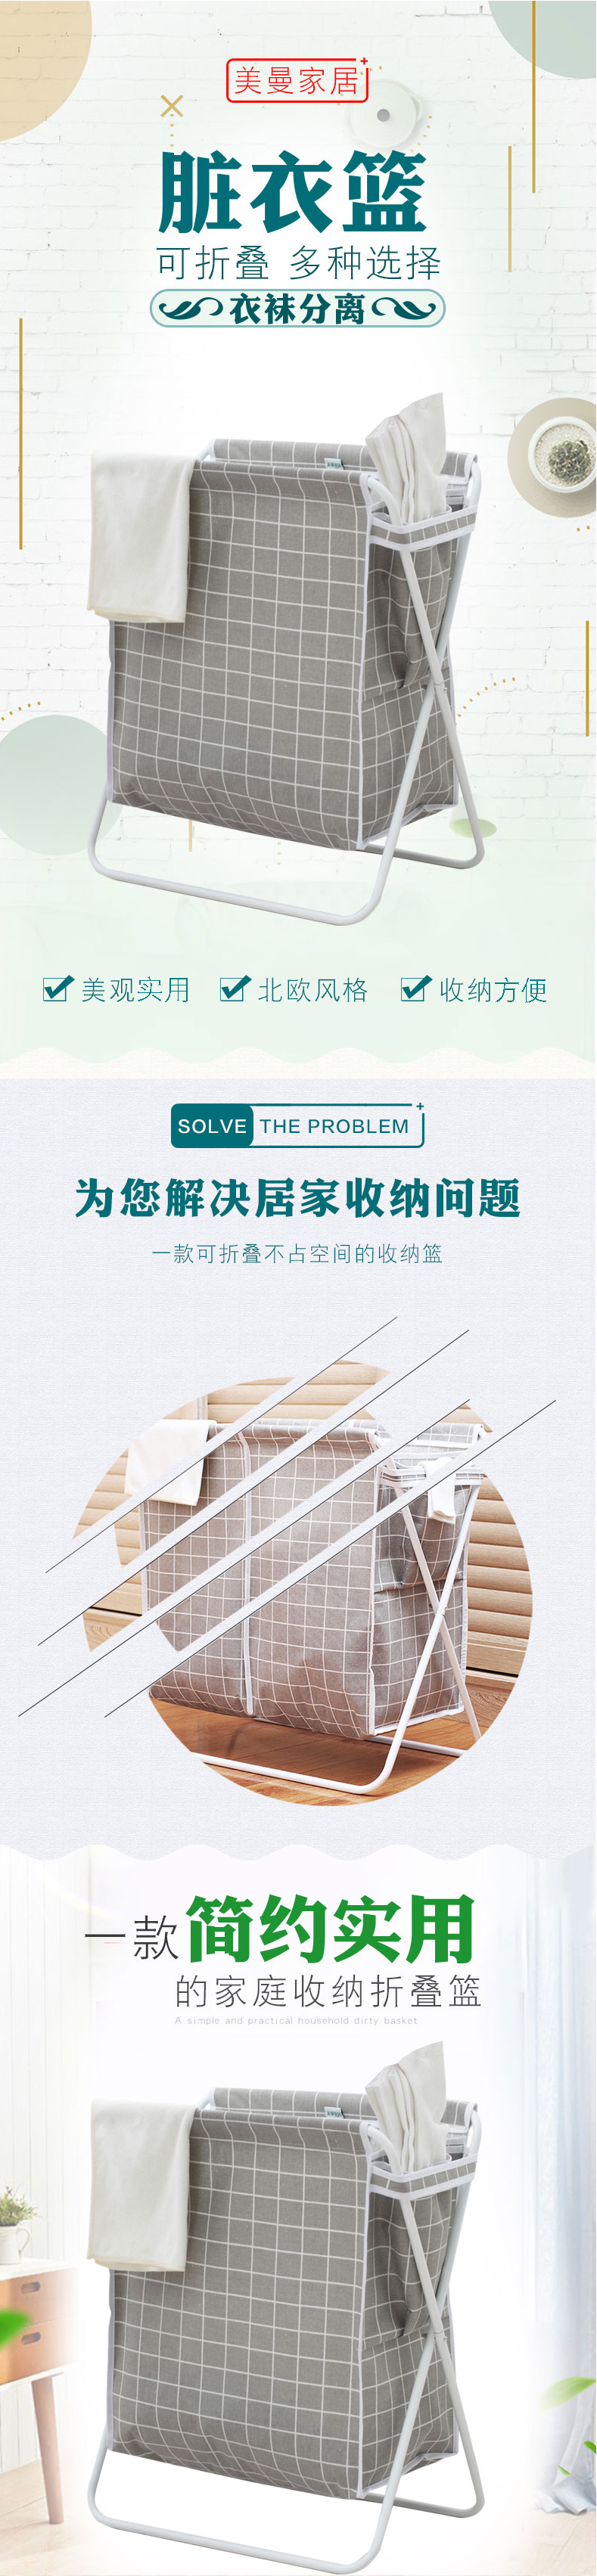 美曼家居
脏衣篮
可折叠 多种选择
衣袜分离
美观实用 北欧风格 收纳方便
SOLVE THE PROBLEM
为您解决居家收纳问题
一款可折叠不占空间的收纳篮
一款简约实用
的家庭收纳折叠篮
A simple and practical household dirty basket